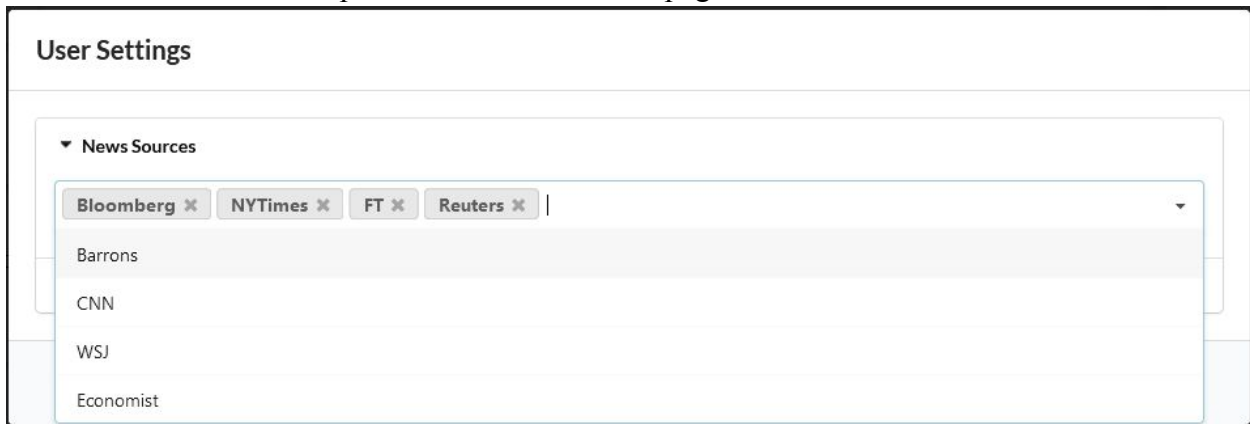 User Settings
News Sources
Bloomberg NYTimes FT Reuters
Barrons
CNN
WSJ
Economist